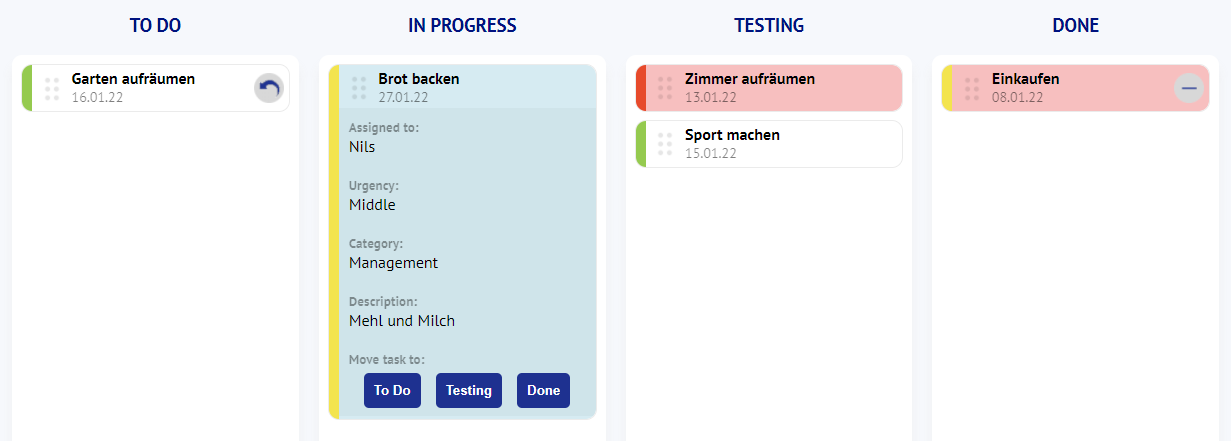 TO DO
Garten aufräumen
16.01.22
IN PROGRESS
Brot backen
27.01.22
Assigned to:
Nils
Urgency:
Middle
Category:
Management
Description:
Mehl und Milch
Move task to:
To Do Testing Done
TESTING
Zimmer aufräumen
13.01.22
Sport machen
15.01.22
DONE
Einkaufen
08.01.22